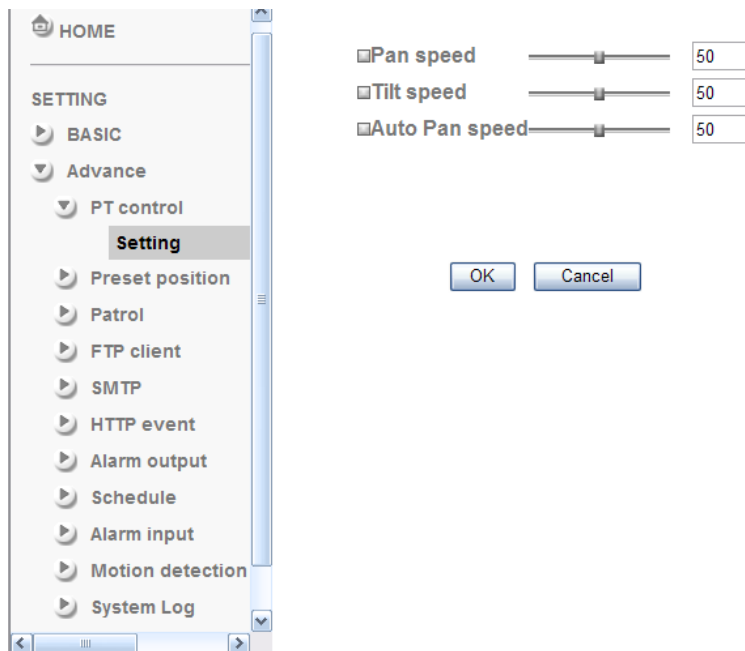 HOME
SETTING
BASIC
Advance
PT control
Setting
Preset position
Patrol
FTP client
SMTP
HTTP event
Alarm output
Schedule
Alarm input
Motion detection
System Log
Pan speed 50
Tilt speed 50
Auto Pan speed 50
OK Cancel